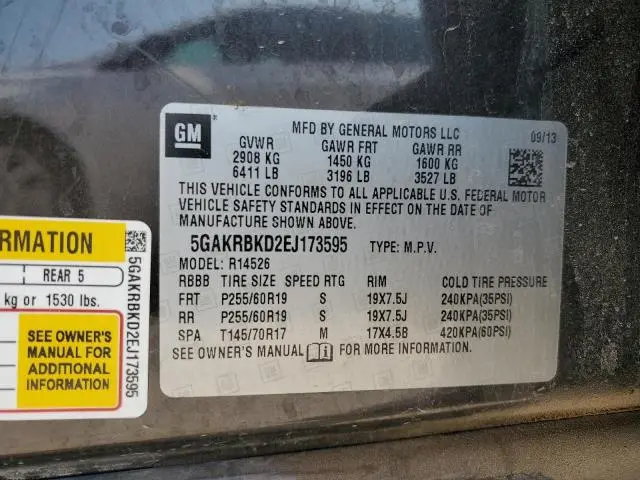 GM
MFD BY GENERAL MOTORS LLC
09/13
GVWR GAWR FRT GAWR RR
2908 KG 1450 KG 1600 KG
6411 LB 3196 LB 3527 LB
THIS VEHICLE CONFORMS TO ALL APPLICABLE U.S. FEDERAL MOTOR
VEHICLE SAFETY STANDARDS IN EFFECT ON THE DATE OF
MANUFACTURE SHOWN ABOVE.
5GAKRBKD2EJ173595 TYPE: M.P.V.
MODEL: R14526
RBBB TIRE SIZE SPEED RTG RIM COLD TIRE PRESSURE
FRT P255/60R19 S 19X7.5J 240KPA(35PSI)
RR P255/60R19 S 19X7.5J 240KPA(35PSI)
SPA T145/70R17 M 17X4.5B 420KPA(60PSI)
SEE OWNER'S MANUAL FOR MORE INFORMATION.
RMATION
REAR 5
kg or 1530 lbs.
SEE OWNER'S
MANUAL FOR
ADDITIONAL
INFORMATION
5GAKRBKD2EJ173595